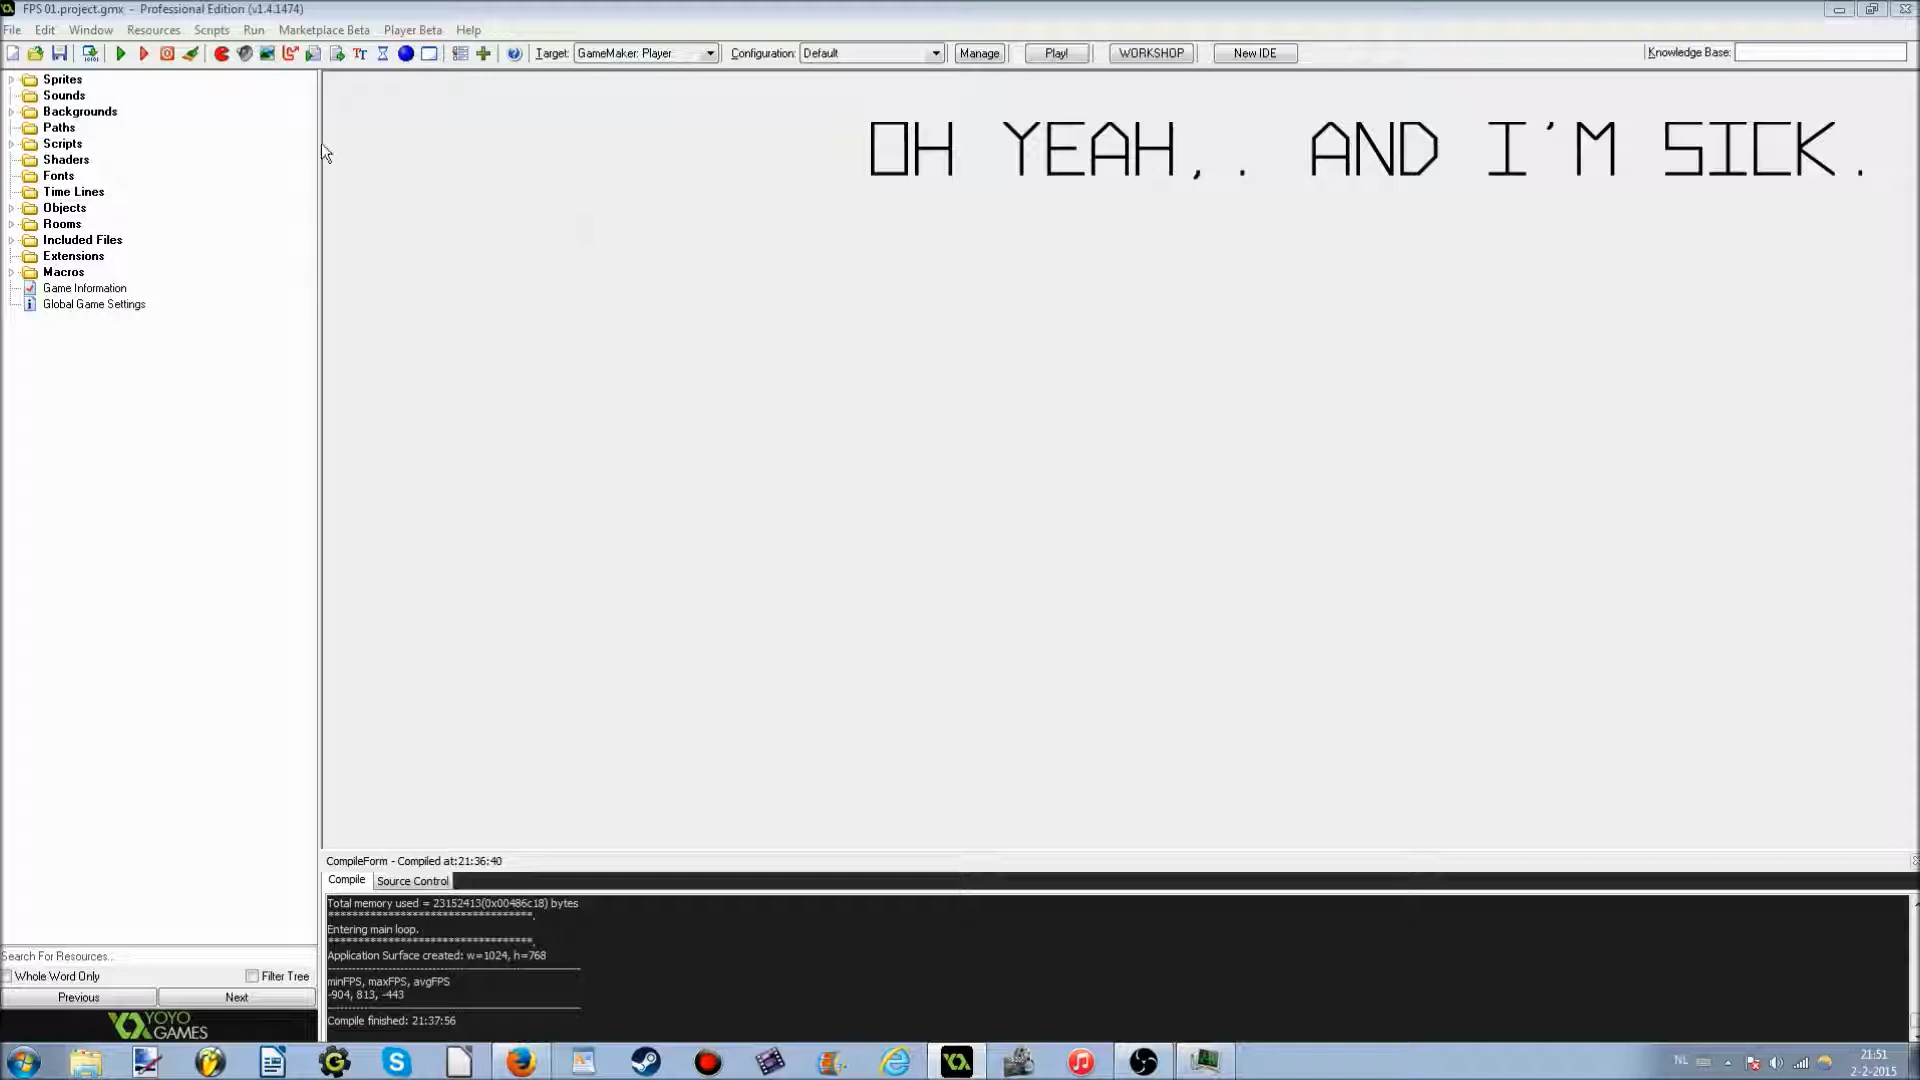 FPS 01.project.gmx - Professional Edition (v1.4.1474)
File Edit Window Resources Scripts Run Marketplace Beta Player Beta Help
Target: GameMaker: Player Configuration: Default Manage Play! WORKSHOP New IDE Knowledge Base:
Sprites
Sounds
Backgrounds
Paths
Scripts
Shaders
Fonts
Time Lines
Objects
Rooms
Included Files
Extensions
Macros
Game Information
Global Game Settings
OH YEAH,. AND I'M SICK.
CompileForm - Compiled at:21:36:40
Compile Source Control
Total memory used = 23152413(0x00486c18) bytes
**********************************.
Entering main loop.
**********************************.
Application Surface created: w=1024, h=768
minFPS, maxFPS, avgFPS
-904, 813, -443
Compile finished: 21:37:56
Search For Resources...
Whole Word Only Filter Tree
Previous Next
YOYO
GAMES
NL
21:51
2-2-2015